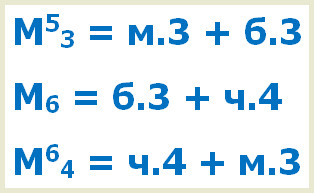 М⁵₃ = м.3 + б.3
М₆ = б.3 + ч.4
М⁶₄ = ч.4 + м.3